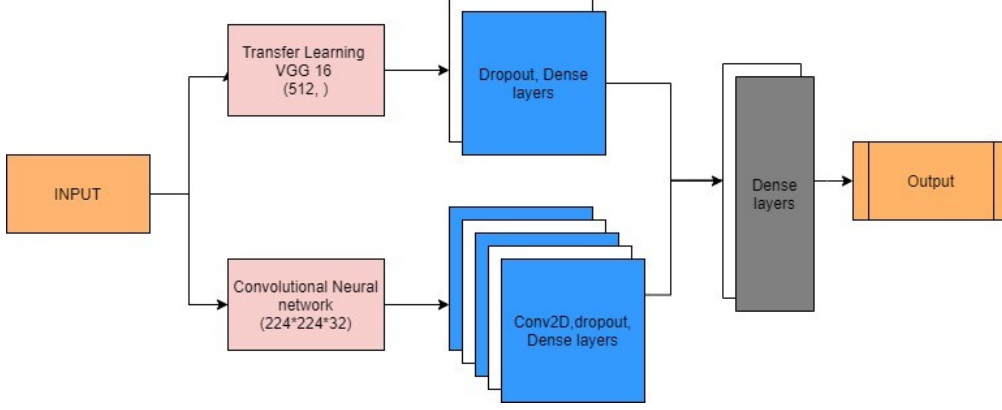 Transfer Learning
VGG 16
(512, )
Dropout, Dense
layers
INPUT
Dense
layers
Output
Convolutional Neural
network
(224*224*32)
Conv2D,dropout,
Dense layers